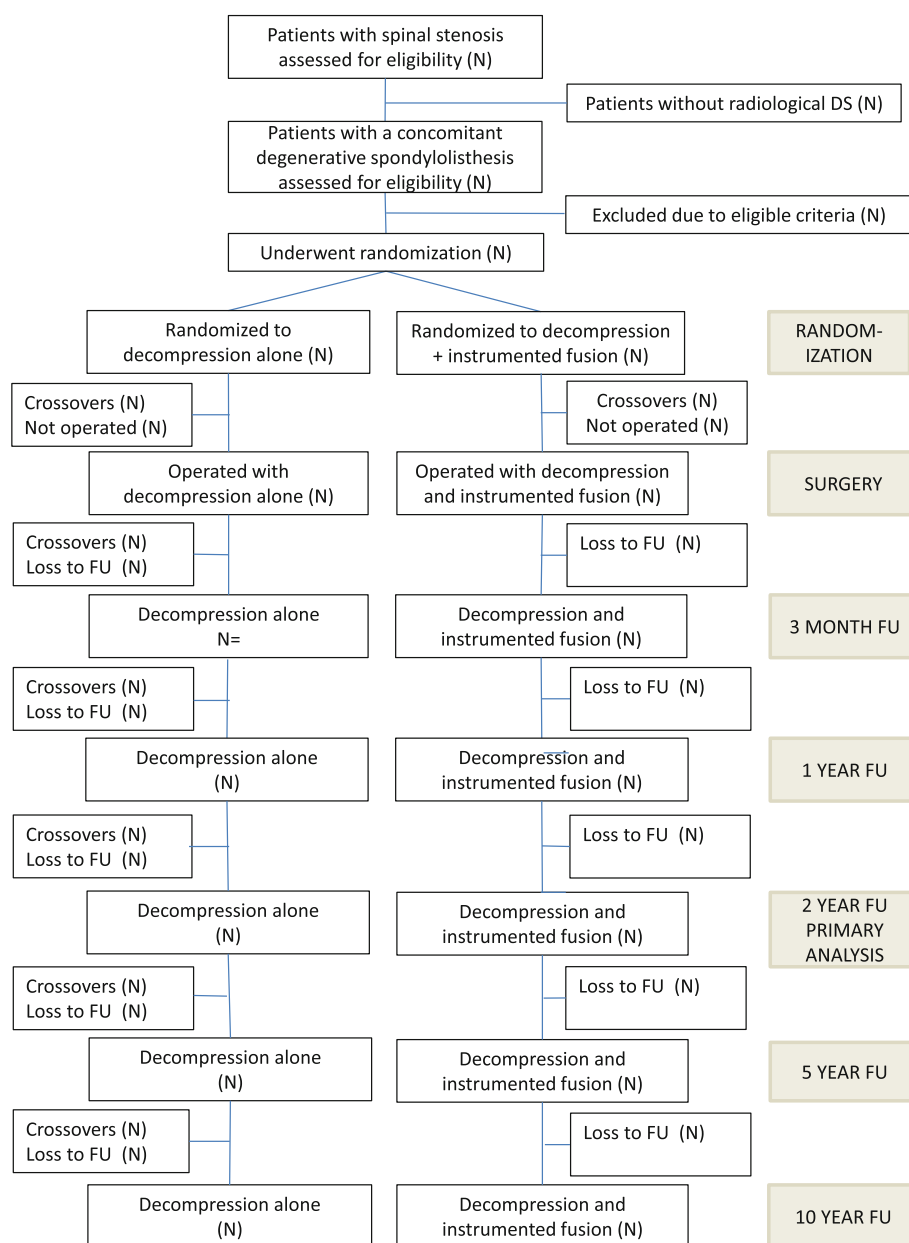 Patients with spinal stenosis
assessed for eligibility (N)
Patients without radiological DS (N)
Patients with a concomitant
degenerative spondylolisthesis
assessed for eligibility (N)
Excluded due to eligible criteria (N)
Underwent randomization (N)
Randomized to
decompression alone (N)
Randomized to decompression
+ instrumented fusion (N)
RANDOM-
IZATION
Crossovers (N)
Not operated (N)
Crossovers (N)
Not operated (N)
Operated with
decompression alone (N)
Operated with decompression
and instrumented fusion (N)
SURGERY
Crossovers (N)
Loss to FU (N)
Loss to FU (N)
Decompression alone
N=
Decompression and
instrumented fusion (N)
3 MONTH FU
Crossovers (N)
Loss to FU (N)
Loss to FU (N)
Decompression alone
(N)
Decompression and
instrumented fusion (N)
1 YEAR FU
Crossovers (N)
Loss to FU (N)
Loss to FU (N)
Decompression alone
(N)
Decompression and
instrumented fusion (N)
2 YEAR FU
PRIMARY
ANALYSIS
Crossovers (N)
Loss to FU (N)
Loss to FU (N)
Decompression alone
(N)
Decompression and
instrumented fusion (N)
5 YEAR FU
Crossovers (N)
Loss to FU (N)
Loss to FU (N)
Decompression alone
(N)
Decompression and
instrumented fusion (N)
10 YEAR FU